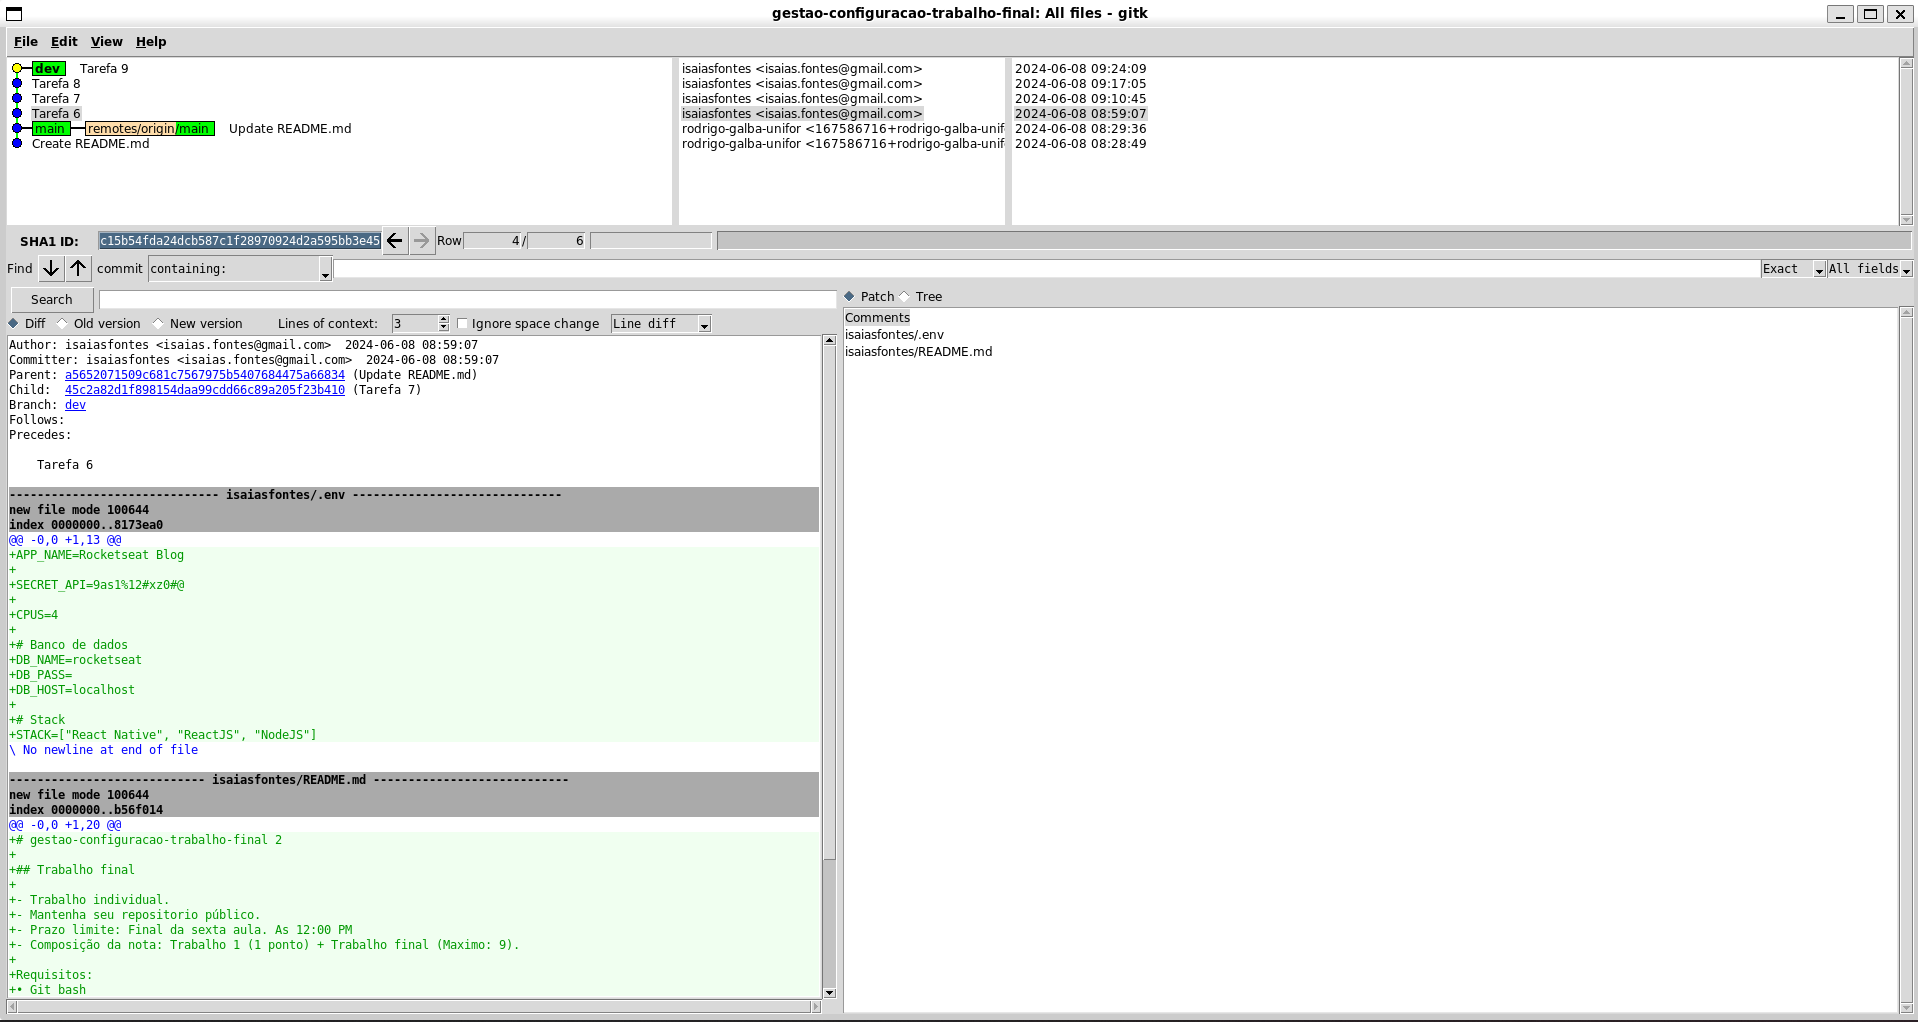 gestao-configuracao-trabalho-final: All files - gitk
File Edit View Help
dev Tarefa 9 isaiasfontes <isaias.fontes@gmail.com> 2024-06-08 09:24:09
Tarefa 8 isaiasfontes <isaias.fontes@gmail.com> 2024-06-08 09:17:05
Tarefa 7 isaiasfontes <isaias.fontes@gmail.com> 2024-06-08 09:10:45
Tarefa 6 isaiasfontes <isaias.fontes@gmail.com> 2024-06-08 08:59:07
main remotes/origin/main Update README.md rodrigo-galba-unifor <167586716+rodrigo-galba-unif 2024-06-08 08:29:36
Create README.md rodrigo-galba-unifor <167586716+rodrigo-galba-unif 2024-06-08 08:28:49
SHA1 ID: c15b54fda24dcb587c1f28970924d2a595bb3e45 Row 4 / 6
Find commit containing: Exact All fields
Search
Diff Old version New version Lines of context: 3 Ignore space change Line diff
Author: isaiasfontes <isaias.fontes@gmail.com>  2024-06-08 08:59:07
Committer: isaiasfontes <isaias.fontes@gmail.com>  2024-06-08 08:59:07
Parent: a5652071509c681c7567975b5407684475a66834 (Update README.md)
Child:  45c2a82d1f898154daa99cdd66c89a205f23b410 (Tarefa 7)
Branch: dev
Follows:
Precedes:
Tarefa 6
------------------------------ isaiasfontes/.env ------------------------------
new file mode 100644
index 0000000..8173ea0
@@ -0,0 +1,13 @@
+APP_NAME=Rocketseat Blog
+
+SECRET_API=9as1%12#xz0#@
+
+CPUS=4
+
+# Banco de dados
+DB_NAME=rocketseat
+DB_PASS=
+DB_HOST=localhost
+
+# Stack
+STACK=["React Native", "ReactJS", "NodeJS"]
\ No newline at end of file
---------------------------- isaiasfontes/README.md ----------------------------
new file mode 100644
index 0000000..b56f014
@@ -0,0 +1,20 @@
+# gestao-configuracao-trabalho-final 2
+
+## Trabalho final
+
+- Trabalho individual.
+- Mantenha seu repositorio público.
+- Prazo limite: Final da sexta aula. As 12:00 PM
+- Composição da nota: Trabalho 1 (1 ponto) + Trabalho final (Maximo: 9).
+
+Requisitos:
+• Git bash
Patch Tree
Comments
isaiasfontes/.env
isaiasfontes/README.md